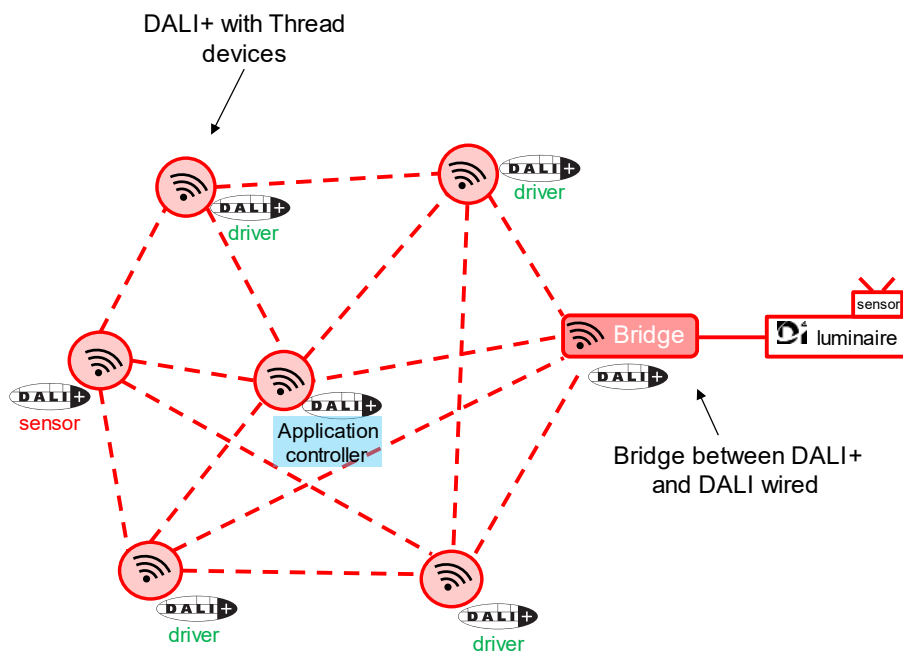 DALI+ with Thread
devices
DALI+
driver
DALI+
driver
sensor
Bridge
Di luminaire
DALI+
DALI+
sensor
DALI+
Application
controller
Bridge between DALI+
and DALI wired
DALI+
driver
DALI+
driver